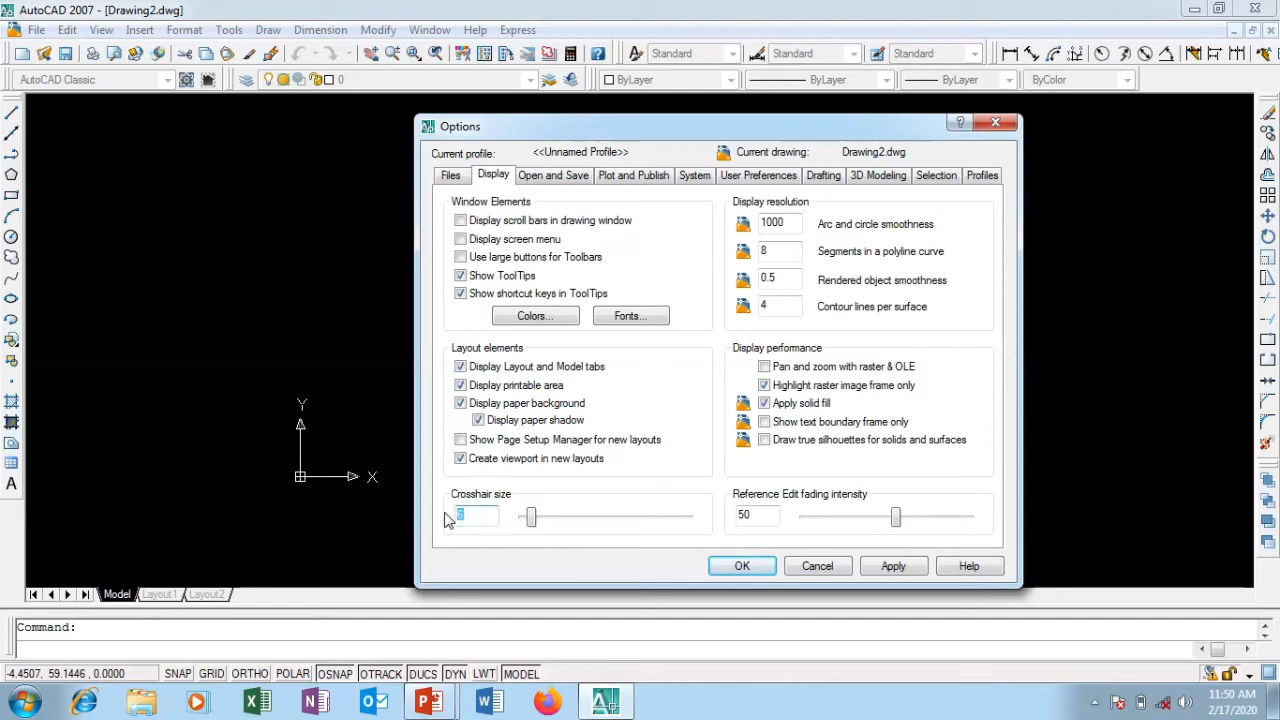 AutoCAD 2007 - [Drawing2.dwg]
File Edit View Insert Format Tools Draw Dimension Modify Window Help Express
Standard Standard Standard
AutoCAD Classic 0 ByLayer ByLayer ByLayer ByColor
Options
Current profile: <<Unnamed Profile>> Current drawing: Drawing2.dwg
Files Display Open and Save Plot and Publish System User Preferences Drafting 3D Modeling Selection Profiles
Window Elements
Display scroll bars in drawing window
Display screen menu
Use large buttons for Toolbars
Show ToolTips
Show shortcut keys in ToolTips
Colors... Fonts...
Display resolution
1000 Arc and circle smoothness
8 Segments in a polyline curve
0.5 Rendered object smoothness
4 Contour lines per surface
Layout elements
Display Layout and Model tabs
Display printable area
Display paper background
Display paper shadow
Show Page Setup Manager for new layouts
Create viewport in new layouts
Display performance
Pan and zoom with raster & OLE
Highlight raster image frame only
Apply solid fill
Show text boundary frame only
Draw true silhouettes for solids and surfaces
Crosshair size
Reference Edit fading intensity
50
OK Cancel Apply Help
Y
X
Model Layout1 Layout2
Command:
-4.4507, 59.1446 , 0.0000 SNAP GRID ORTHO POLAR OSNAP OTRACK DUCS DYN LWT MODEL
11:50 AM
2/17/2020